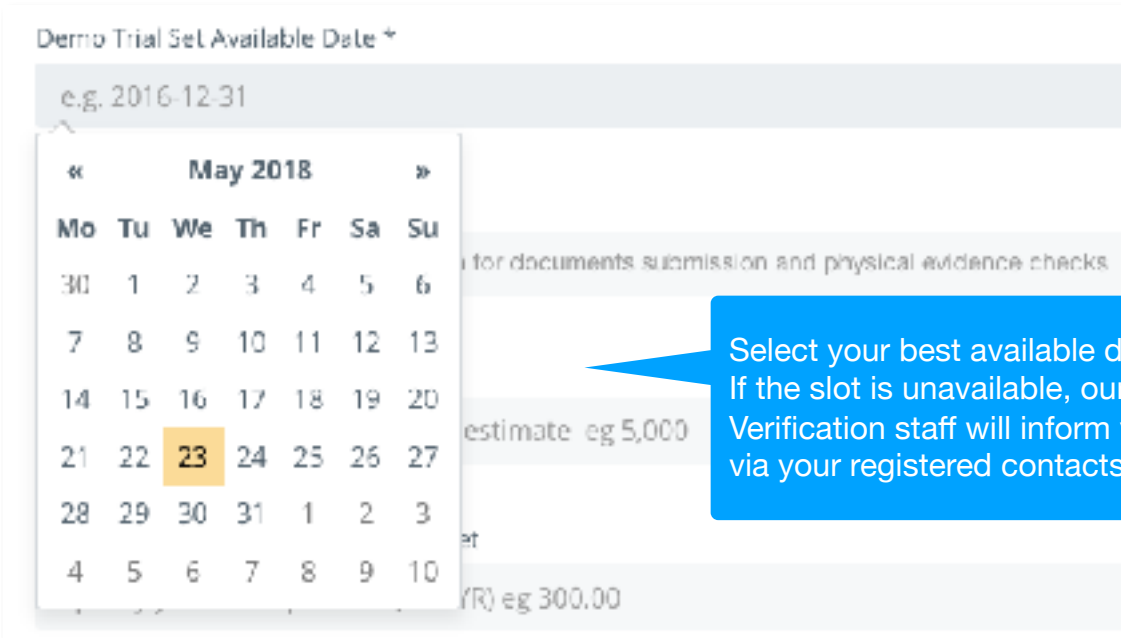 Demo Trial Set Available Date *
e.g. 2016-12-31
« May 2018 »
Mo Tu We Th Fr Sa Su
30 1 2 3 4 5 6
7 8 9 10 11 12 13
14 15 16 17 18 19 20
21 22 23 24 25 26 27
28 29 30 31 1 2 3
4 5 6 7 8 9 10
for documents submission and physical evidence checks
estimate eg 5,000
et
YR) eg 300.00
Select your best available d
If the slot is unavailable, our
Verification staff will inform
via your registered contacts